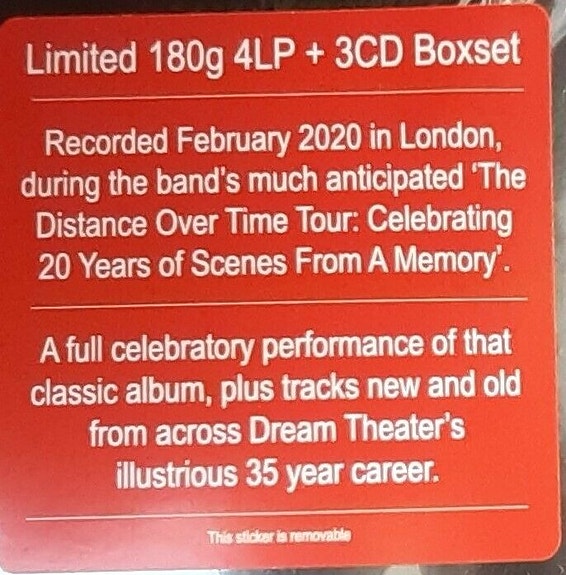 Limited 180g 4LP + 3CD Boxset
Recorded February 2020 in London,
during the band's much anticipated 'The
Distance Over Time Tour: Celebrating
20 Years of Scenes From A Memory'.
A full celebratory performance of that
classic album, plus tracks new and old
from across Dream Theater's
illustrious 35 year career.
This sticker is removable